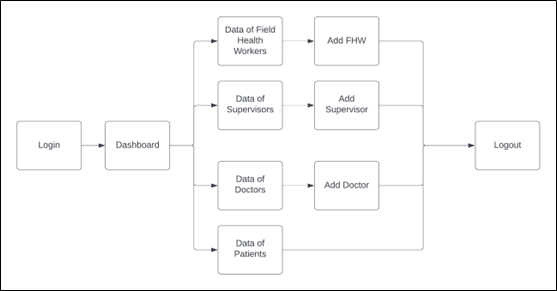 Data of Field
Health
Workers
Add FHW
Data of
Supervisors
Add
Supervisor
Login
Dashboard
Logout
Data of
Doctors
Add Doctor
Data of
Patients